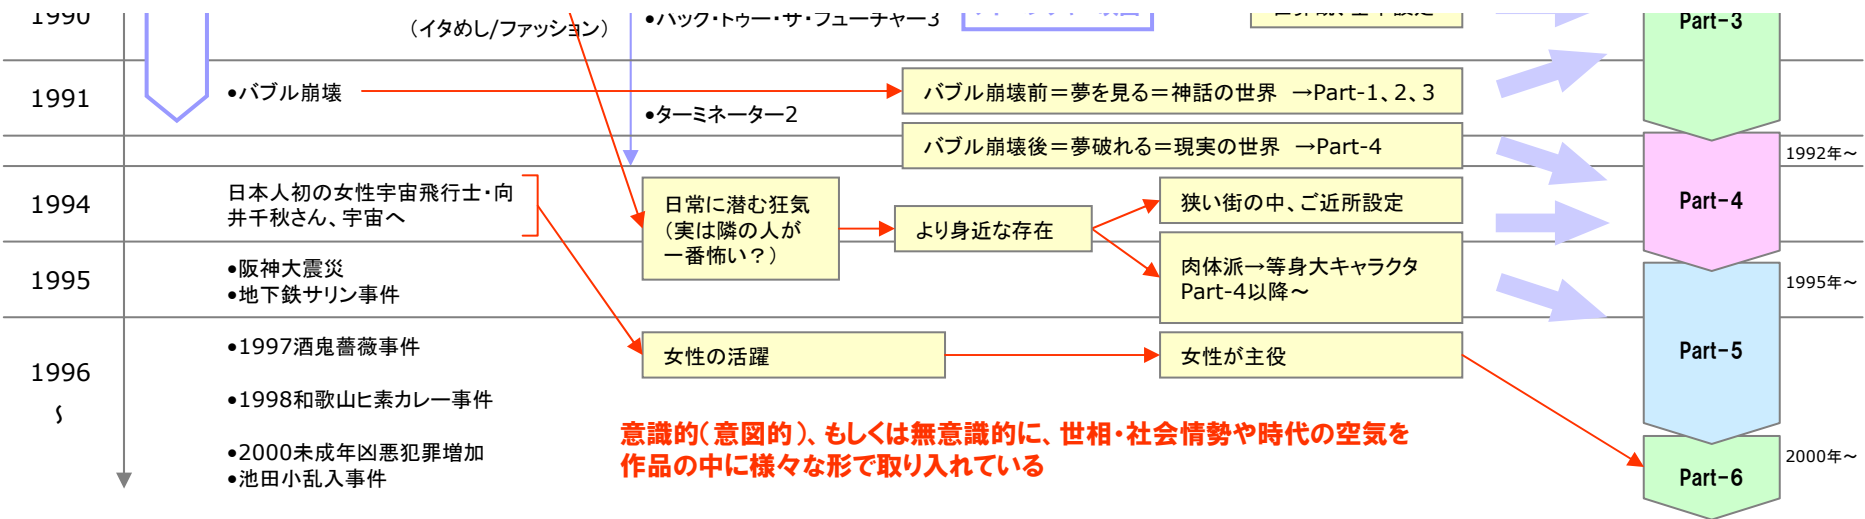 1990
(イタめし/ファッション)
•バック・トゥー・ザ・フューチャー3
Part-3
1991
•バブル崩壊
•ターミネーター2
バブル崩壊前＝夢を見る＝神話の世界 →Part-1、2、3
バブル崩壊後＝夢破れる＝現実の世界 →Part-4
1992年～
1994
日本人初の女性宇宙飛行士・向
井千秋さん、宇宙へ
日常に潜む狂気
（実は隣の人が
一番怖い？）
より身近な存在
狭い街の中、ご近所設定
Part-4
1995
•阪神大震災
•地下鉄サリン事件
肉体派→等身大キャラクタ
Part-4以降～
1995年～
1996
～
•1997酒鬼薔薇事件
•1998和歌山ヒ素カレー事件
•2000未成年凶悪犯罪増加
•池田小乱入事件
女性の活躍
女性が主役
Part-5
意識的（意図的）、もしくは無意識的に、世相・社会情勢や時代の空気を
作品の中に様々な形で取り入れている
Part-6
2000年～